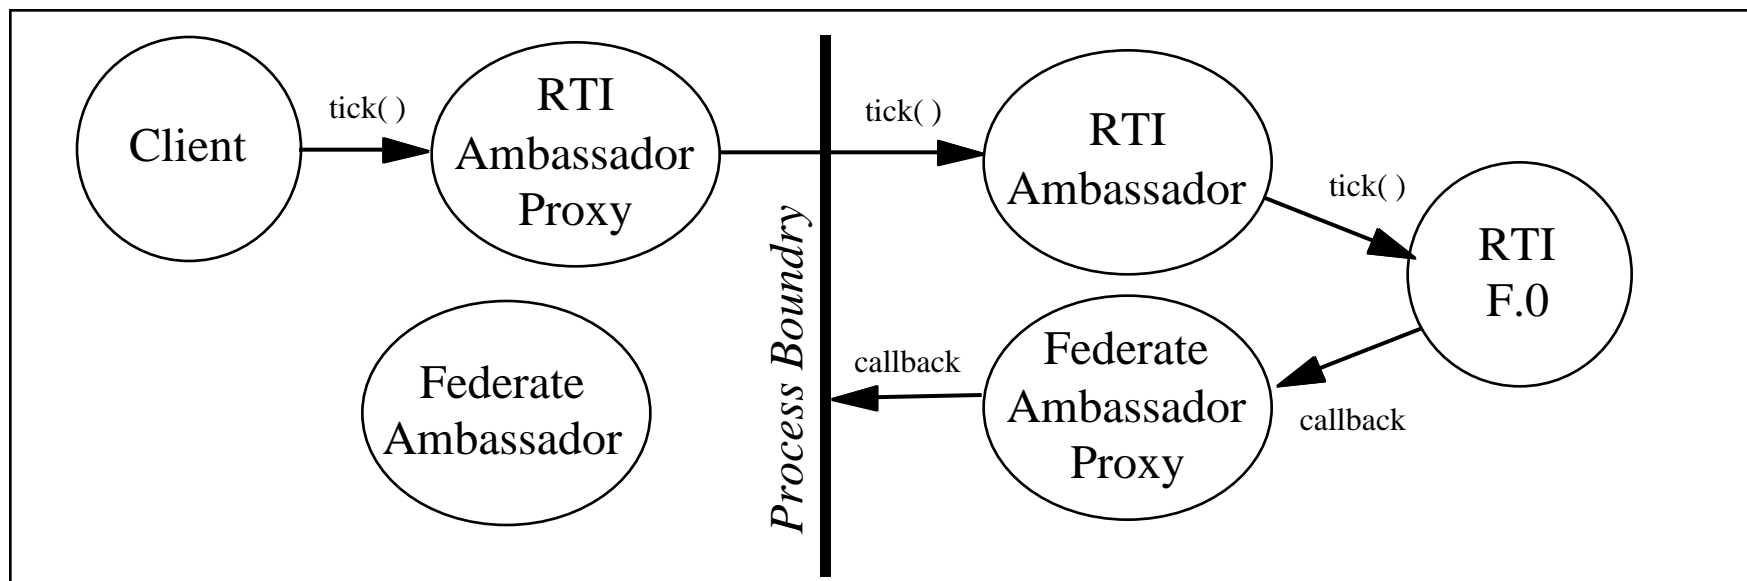 Client
tick( )
RTI
Ambassador
Proxy
tick( )
RTI
Ambassador
tick( )
RTI
F.0
Federate
Ambassador
Process Boundry
callback
Federate
Ambassador
Proxy
callback